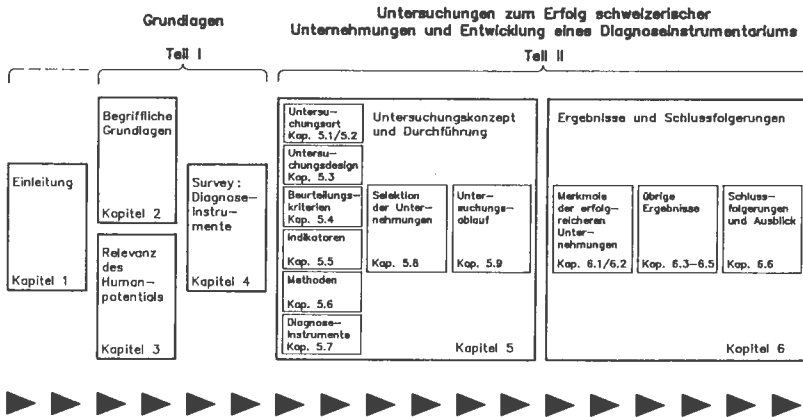 Grundlagen
Untersuchungen zum Erfolg schweizerischer
Unternehmungen und Entwicklung eines Diagnoseinstrumentariums
Teil I
Teil II
Einleitung
Kapitel 1
Begriffliche
Grundlagen
Kapitel 2
Relevanz
des
Human-
potentials
Kapitel 3
Survey:
Diagnose-
instru-
mente
Kapitel 4
Untersu-
chungsart
Kap. 5.1/5.2
Untersu-
chungsdesign
Kap. 5.3
Beurteilungs-
kriterien
Kap. 5.4
Indikatoren
Kap. 5.5
Methoden
Kap. 5.6
Diagnose-
instrumente
Kap. 5.7
Untersuchungskonzept
und Durchführung
Selektion
der Unter-
nehmungen
Kap. 5.8
Unter-
suchungs-
ablauf
Kap. 5.9
Kapitel 5
Ergebnisse und Schlussfolgerungen
Merkmale
der erfolg-
reicheren
Unter-
nehmungen
Kap. 6.1/6.2
übrige
Ergebnisse
Kap. 6.3-6.5
Schluss-
folgerungen
und Ausblick
Kap. 6.6
Kapitel 6